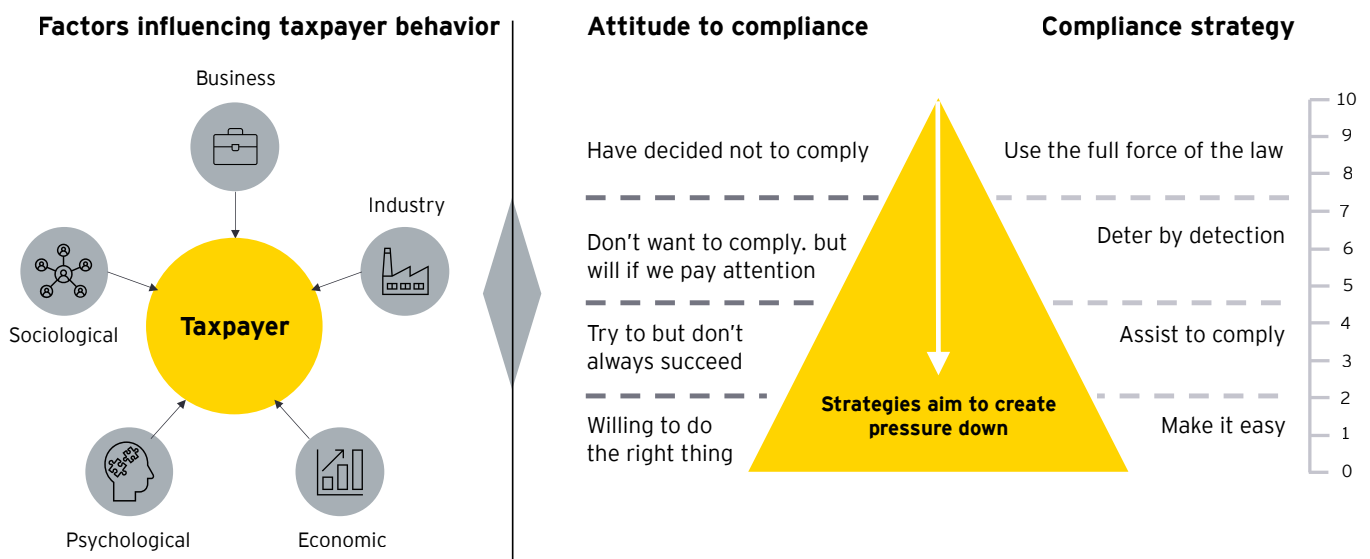 Factors influencing taxpayer behavior
Business
Industry
Sociological
Taxpayer
Psychological
Economic
Attitude to compliance
Compliance strategy
Have decided not to comply
Use the full force of the law
Don't want to comply. but
will if we pay attention
Deter by detection
Try to but don't
always succeed
Assist to comply
Strategies aim to create
pressure down
Willing to do
the right thing
Make it easy
10
9
8
7
6
5
4
3
2
1
0